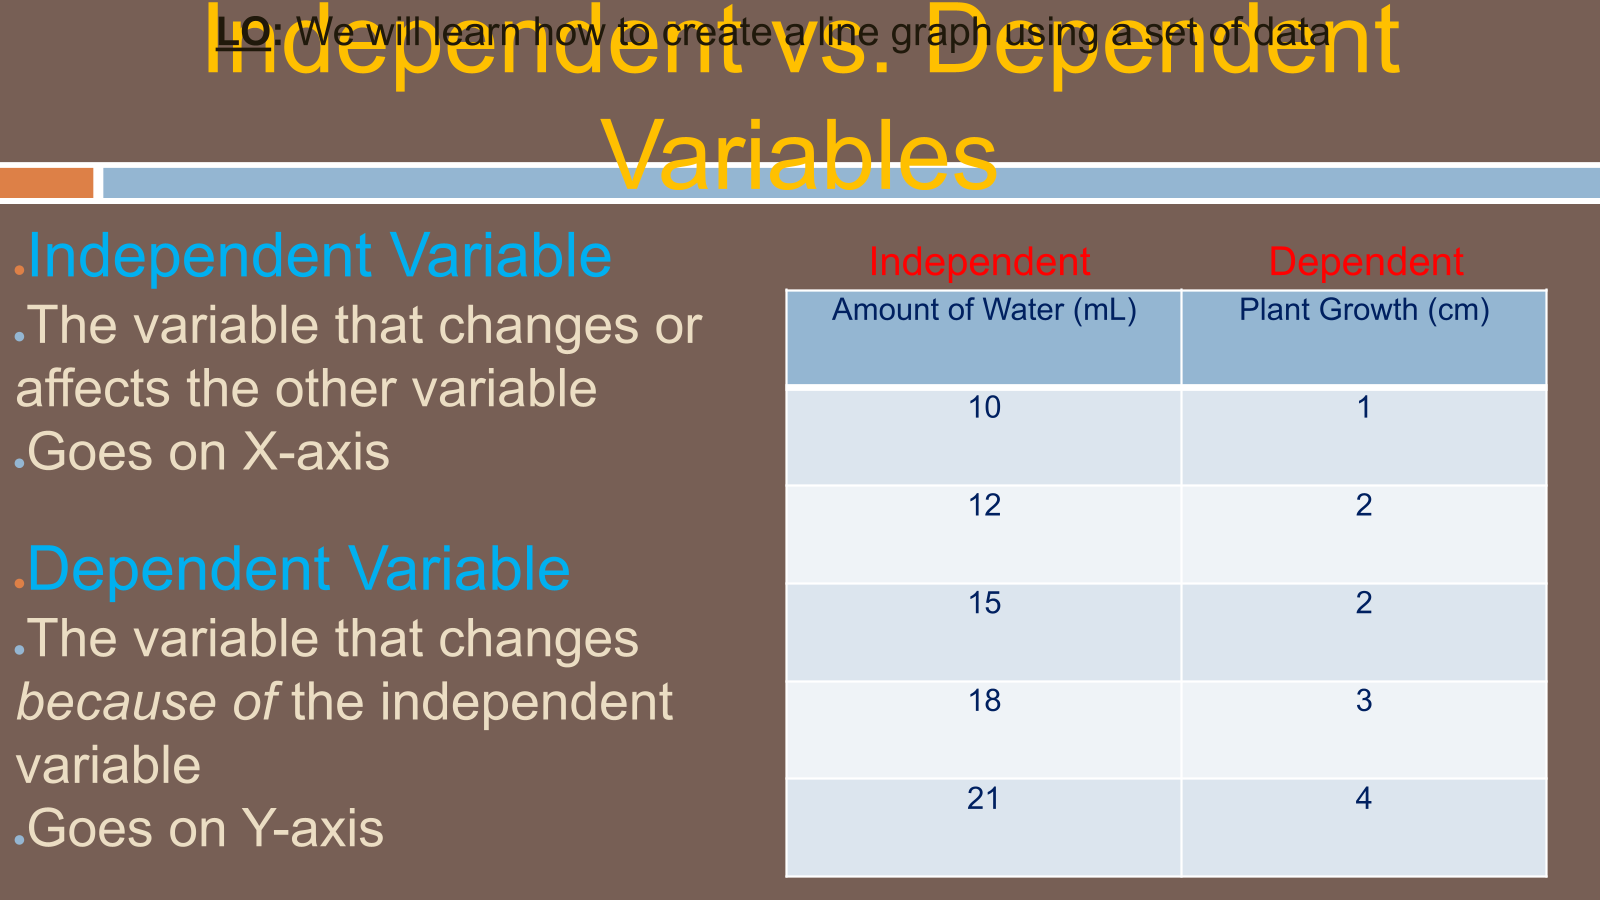 LO: We will learn how to create a line graph using a set of data
Independent vs. Dependent
Variables
Independent Variable
The variable that changes or
affects the other variable
Goes on X-axis
Dependent Variable
The variable that changes
because of the independent
variable
Goes on Y-axis
Independent Dependent
Amount of Water (mL) Plant Growth (cm)
10 1
12 2
15 2
18 3
21 4